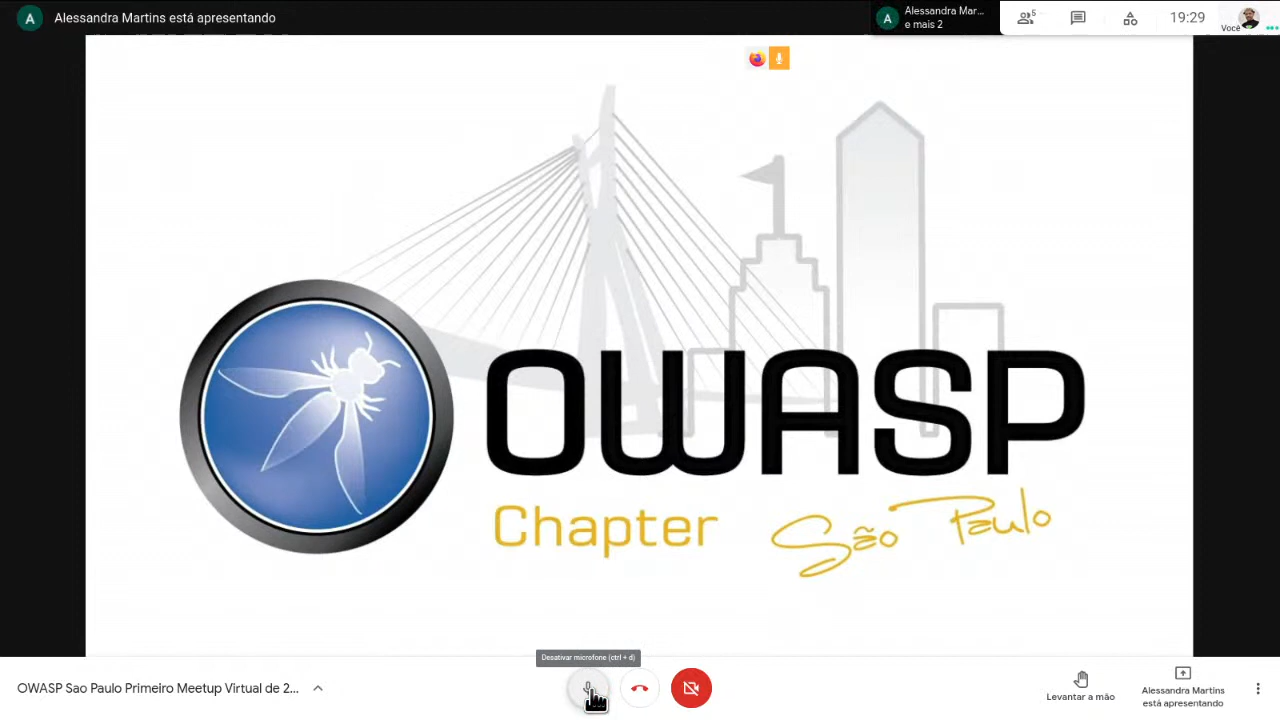 A
Alessandra Martins está apresentando
A
Alessandra Mar...
e mais 2
5
19:29
Você
OWASP
Chapter São Paulo
Desativar microfone (ctrl + d)
OWASP Sao Paulo Primeiro Meetup Virtual de 2...
Levantar a mão
Alessandra Martins
está apresentando